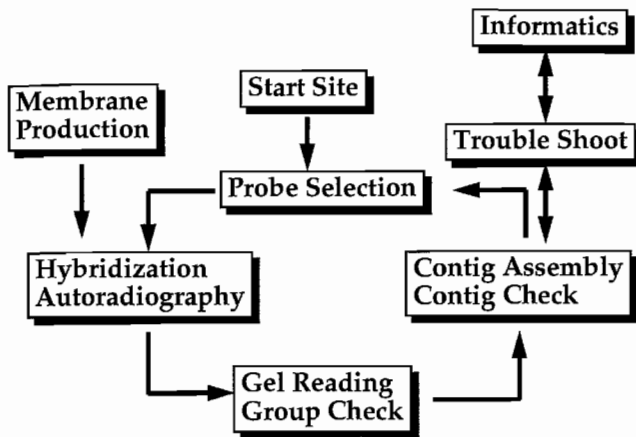 Informatics
Start Site
Membrane
Production
Trouble Shoot
Probe Selection
Hybridization
Autoradiography
Contig Assembly
Contig Check
Gel Reading
Group Check